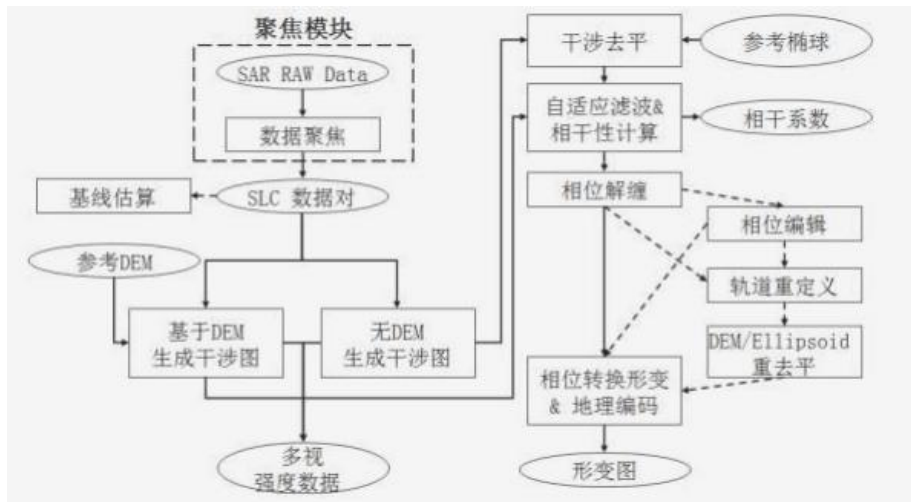 聚焦模块
SAR RAW Data
数据聚焦
SLC 数据对
基线估算
参考DEM
基于DEM
生成干涉图
无DEM
生成干涉图
多视
强度数据
干涉去平
参考椭球
自适应滤波&
相干性计算
相干系数
相位解缠
相位编辑
轨道重定义
DEM/Ellipsoid
重去平
相位转换形变
& 地理编码
形变图